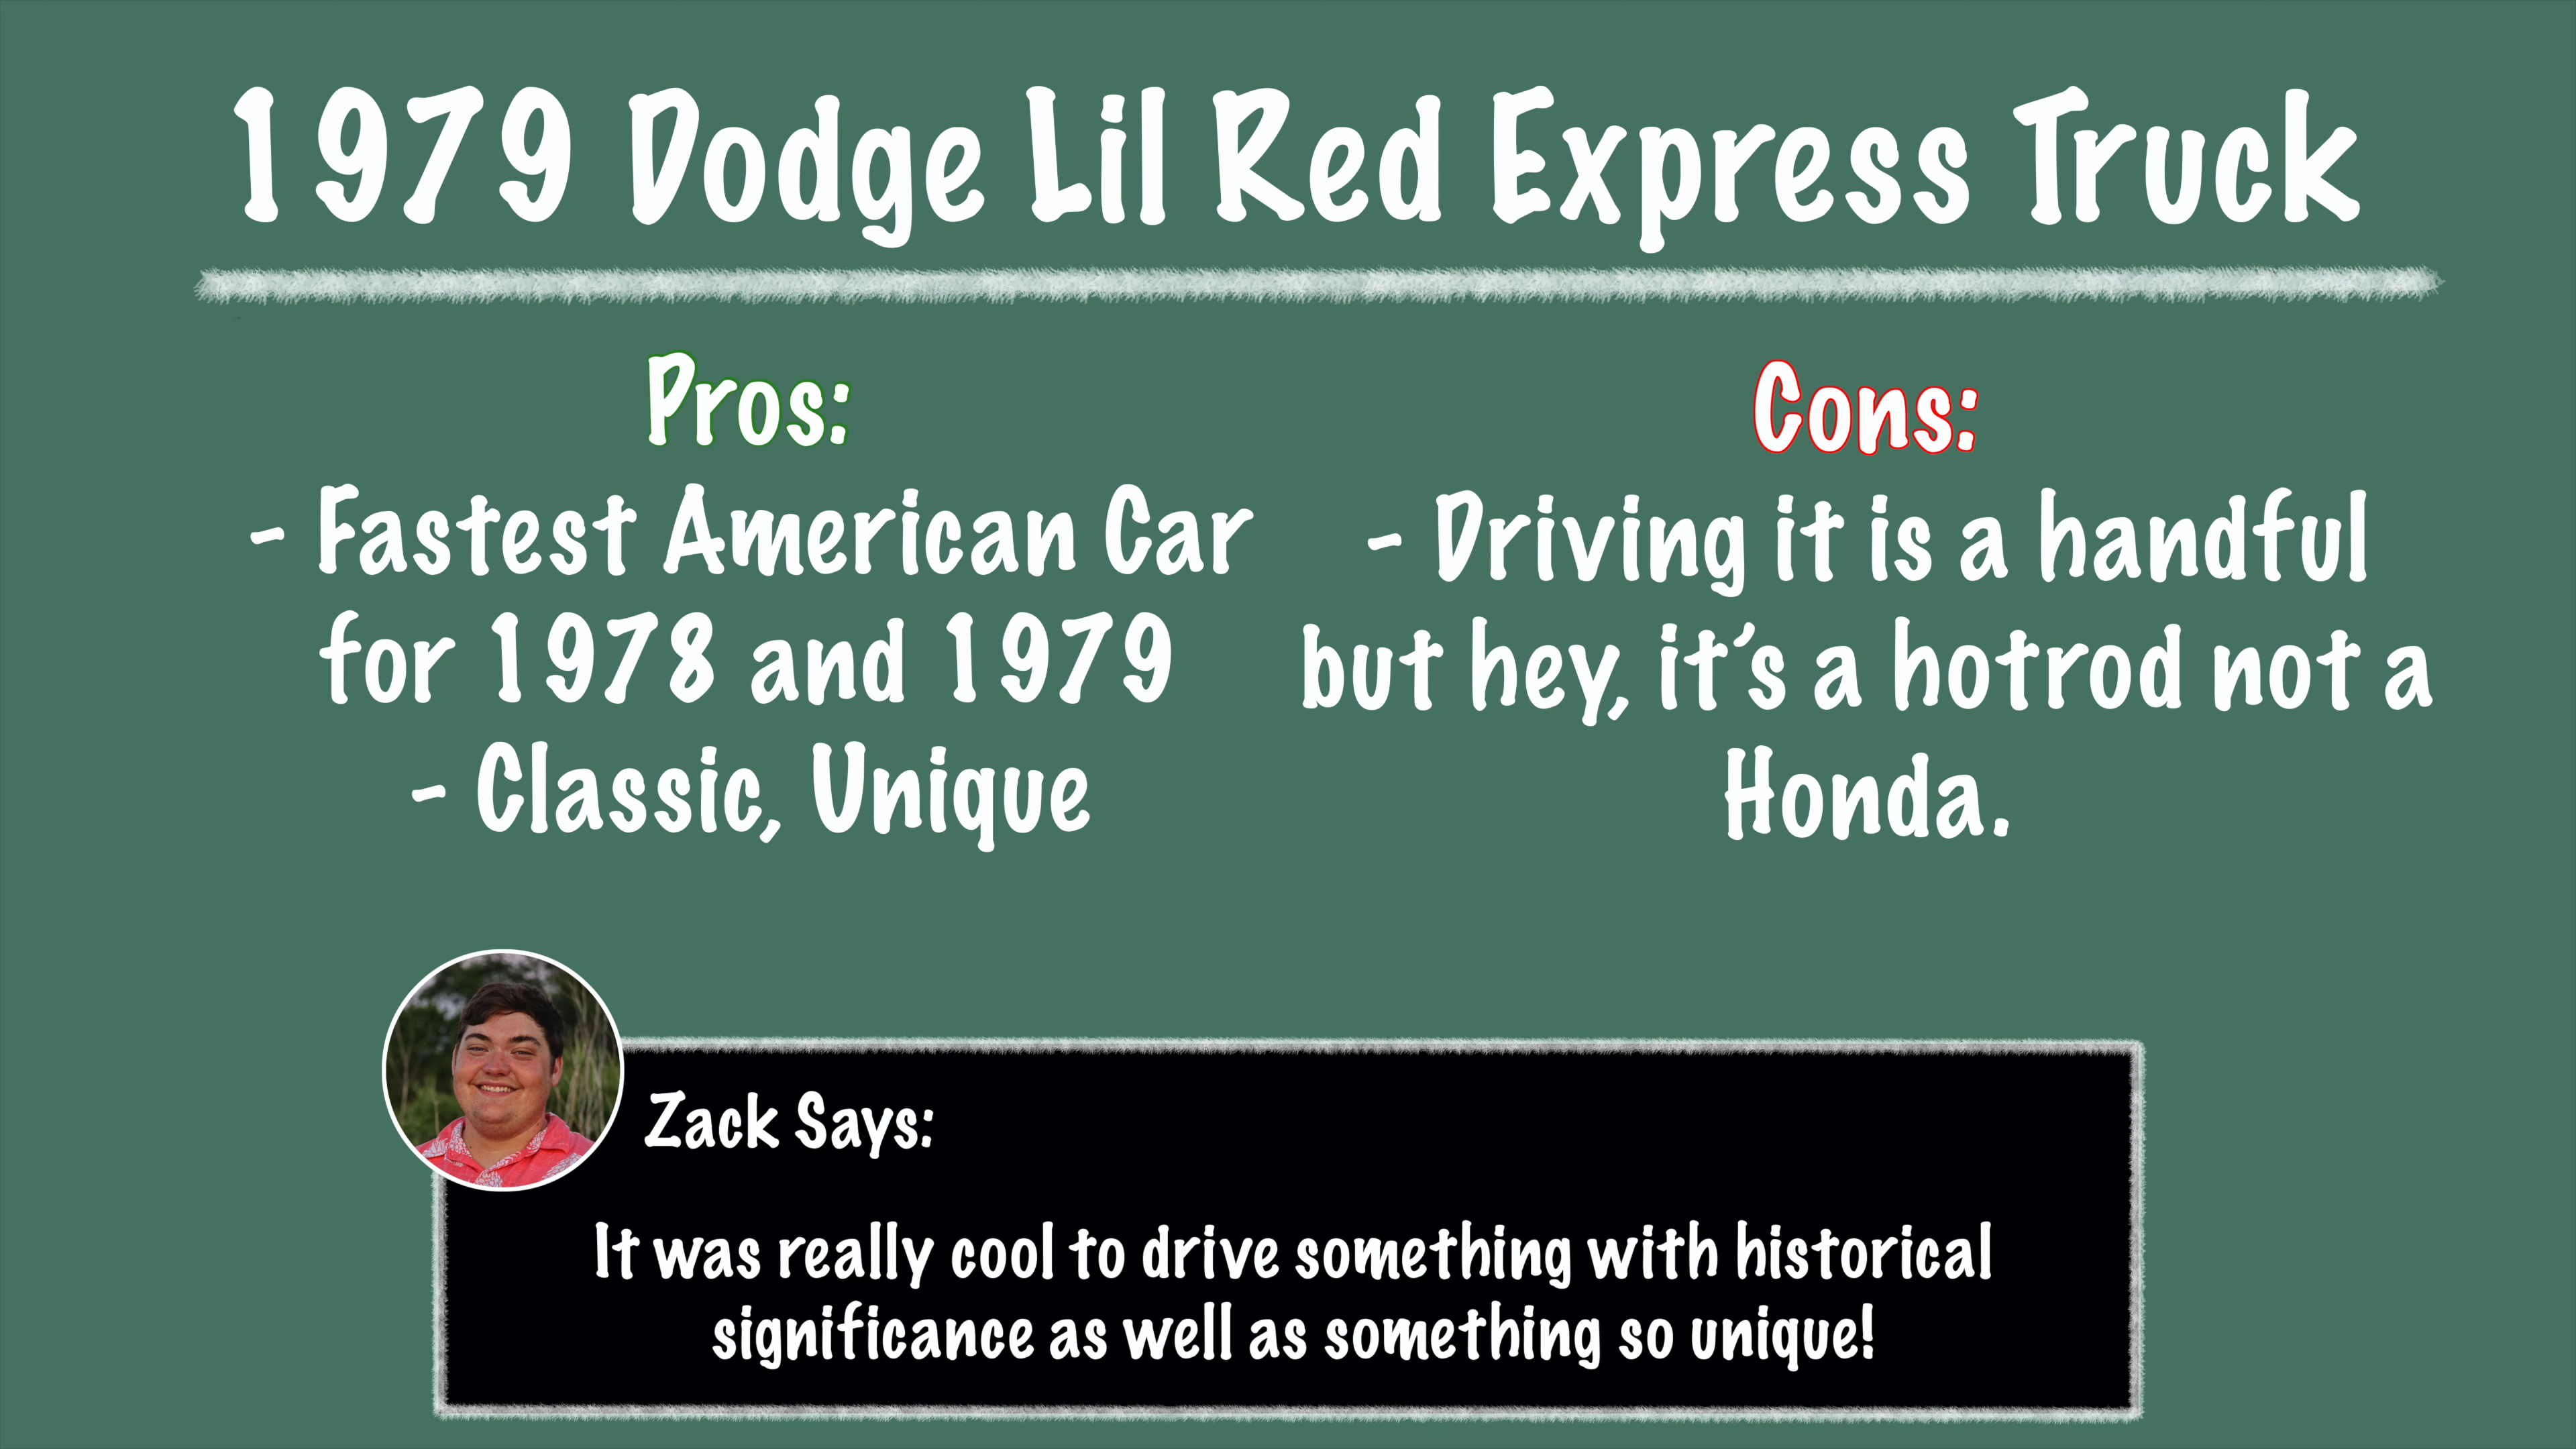 1979 Dodge Lil Red Express Truck
Pros:
- Fastest American Car
for 1978 and 1979
- Classic, Unique
Cons:
- Driving it is a handful
but hey, it’s a hotrod not a
Honda.
Zack Says:
It was really cool to drive something with historical
significance as well as something so unique!